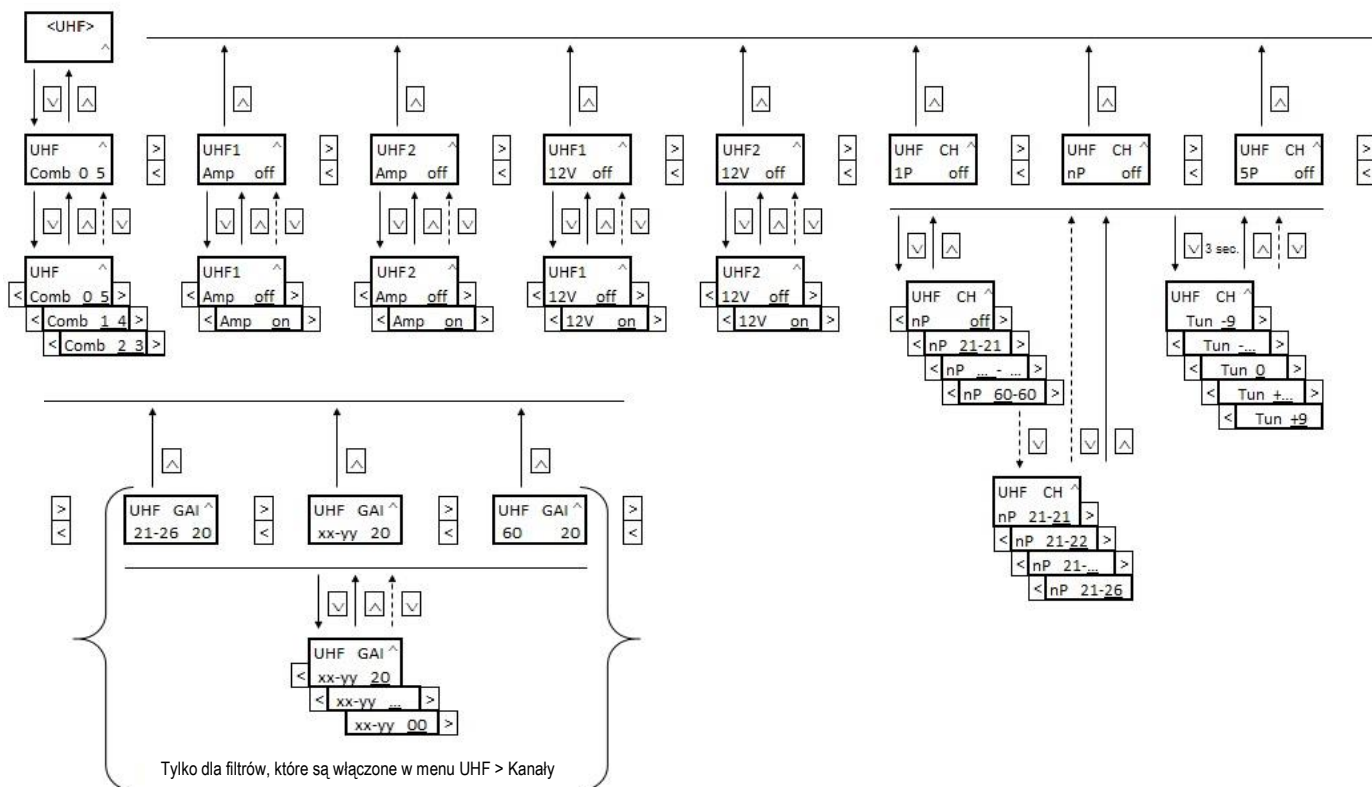 <UHF>
^
∨ ∧ ∧ ∧ ∧ ∧ ∧ ∧ ∧
UHF ^
Comb 0 5
> <
UHF1 ^
Amp off
> <
UHF2 ^
Amp off
> <
UHF1 ^
12V off
> <
UHF2 ^
12V off
> <
UHF CH ^
1P off
> <
UHF CH ^
nP off
> <
UHF CH ^
5P off
> <
∨ ∧ ∨
∨ ∧ ∨
∨ ∧ ∨
∨ ∧ ∨
∨ ∧ ∨
∨ ∧
∨ 3 sec. ∧ ∨
UHF ^
< Comb 0 5 >
< Comb 1 4 >
< Comb 2 3 >
UHF1 ^
< Amp off >
< Amp on >
UHF2 ^
< Amp off >
< Amp on >
UHF1 ^
< 12V off >
< 12V on >
UHF2 ^
< 12V off >
< 12V on >
UHF CH ^
< nP off >
< nP 21-21 >
< nP ... - ... >
< nP 60-60 >
UHF CH ^
Tun -9 >
< Tun -... >
< Tun 0 >
< Tun +... >
< Tun +9
∨ ∨ ∧
UHF CH ^
nP 21-21 >
< nP 21-22 >
< nP 21-... >
< nP 21-26
∧ ∧ ∧
> <
UHF GAI ^
21-26 20
> <
UHF GAI ^
xx-yy 20
> <
UHF GAI ^
60 20
> <
∨ ∧ ∨
UHF GAI ^
< xx-yy 20
< xx-yy ... >
xx-yy 00 >
Tylko dla filtrów, które są włączone w menu UHF > Kanały